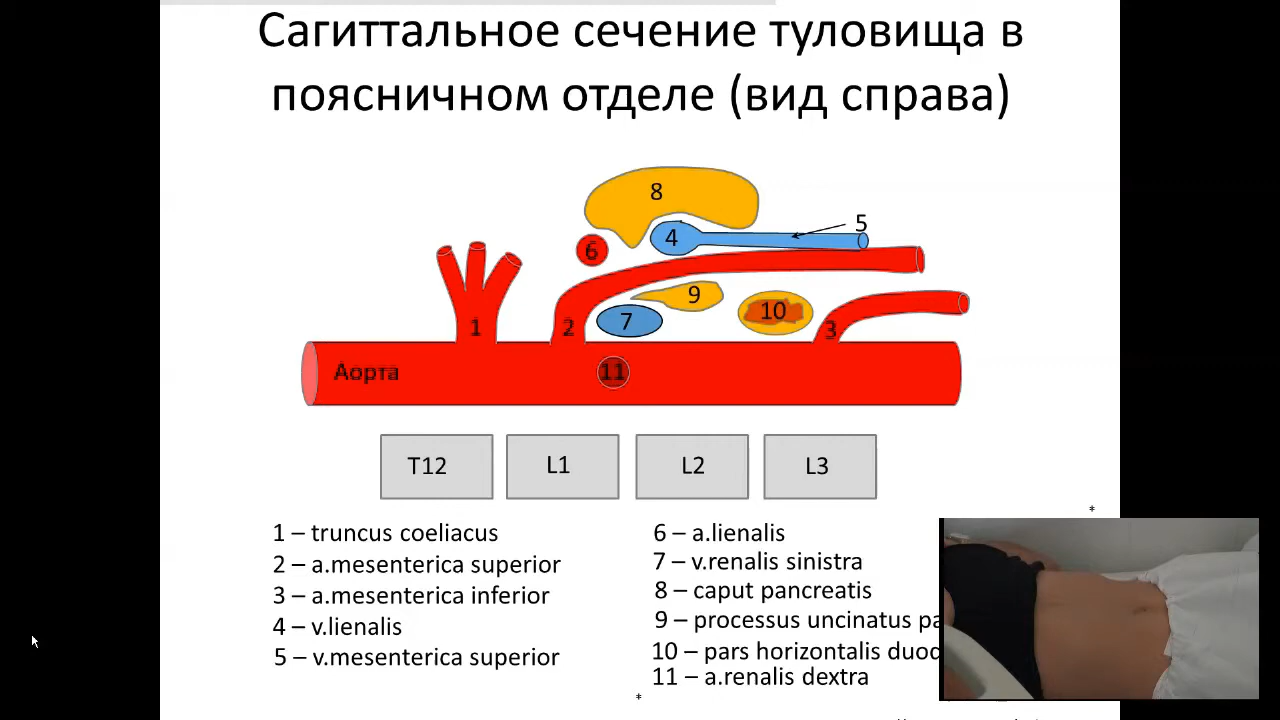 Сагиттальное сечение туловища в
поясничном отделе (вид справа)
8
5
4
6
9
7
10
1
2
3
Аорта
11
T12
L1
L2
L3
*
1 – truncus coeliacus
2 – a.mesenterica superior
3 – a.mesenterica inferior
4 – v.lienalis
5 – v.mesenterica superior
6 – a.lienalis
7 – v.renalis sinistra
8 – caput pancreatis
9 – processus uncinatus pa
10 – pars horizontalis duod
11 – a.renalis dextra
*